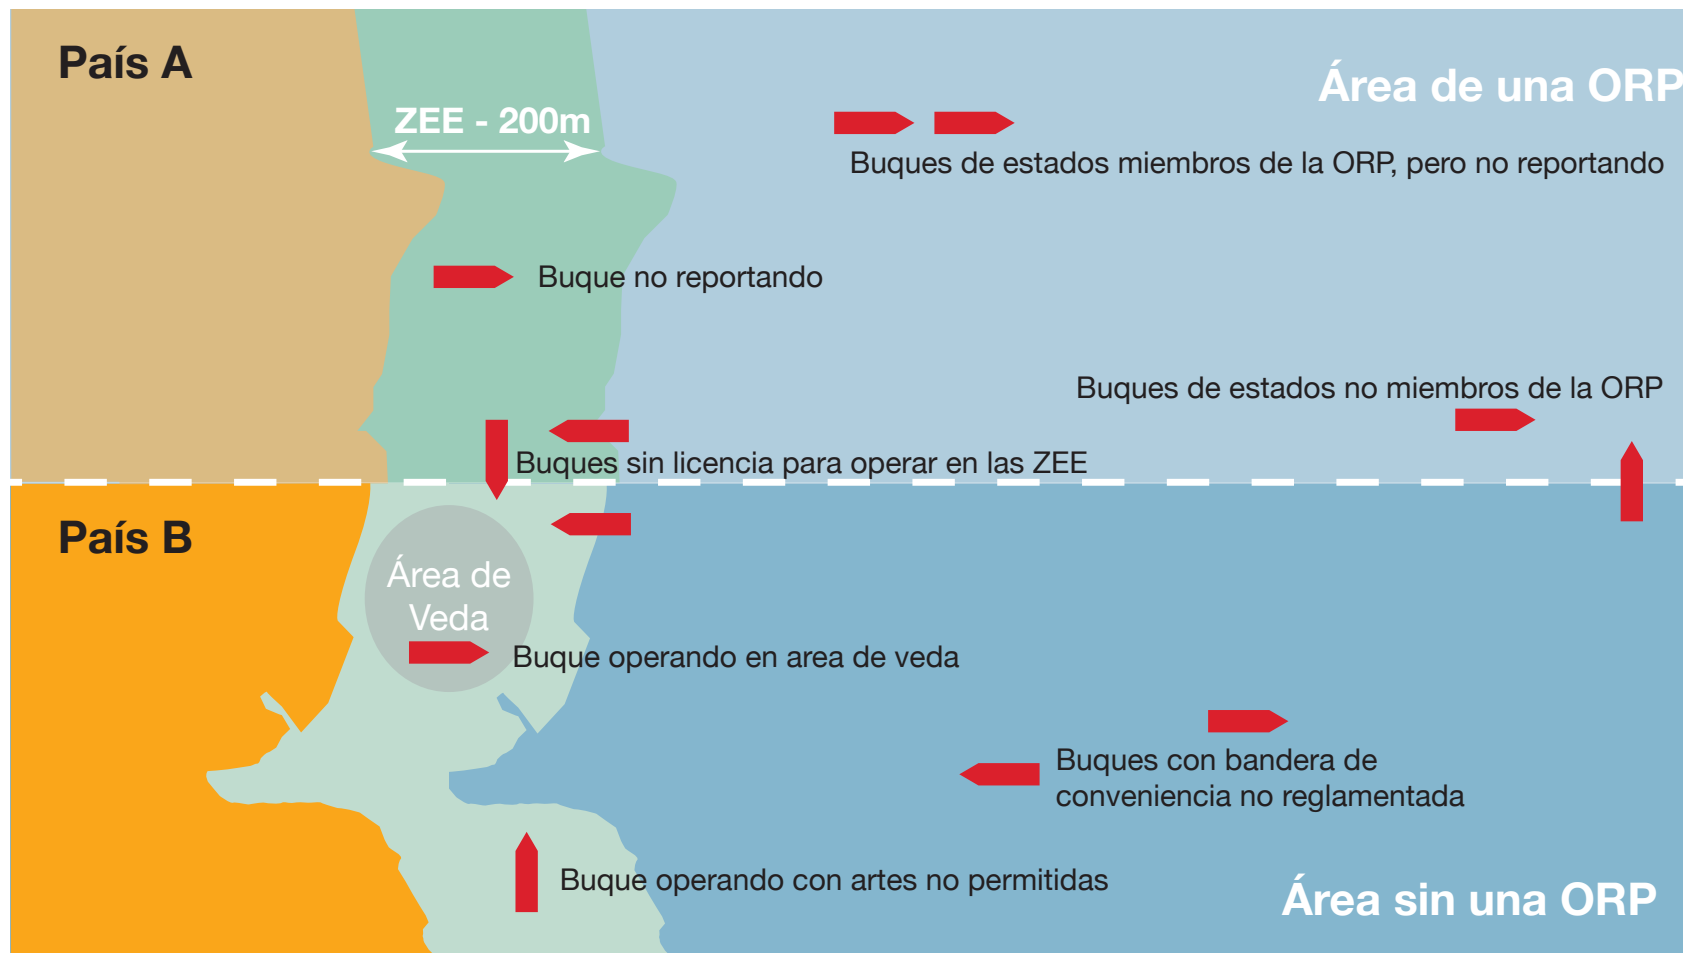 País A
Área de una ORP
ZEE - 200m
Buques de estados miembros de la ORP, pero no reportando
Buque no reportando
Buques de estados no miembros de la ORP
Buques sin licencia para operar en las ZEE
País B
Área de
Veda
Buque operando en area de veda
Buques con bandera de
conveniencia no reglamentada
Buque operando con artes no permitidas
Área sin una ORP